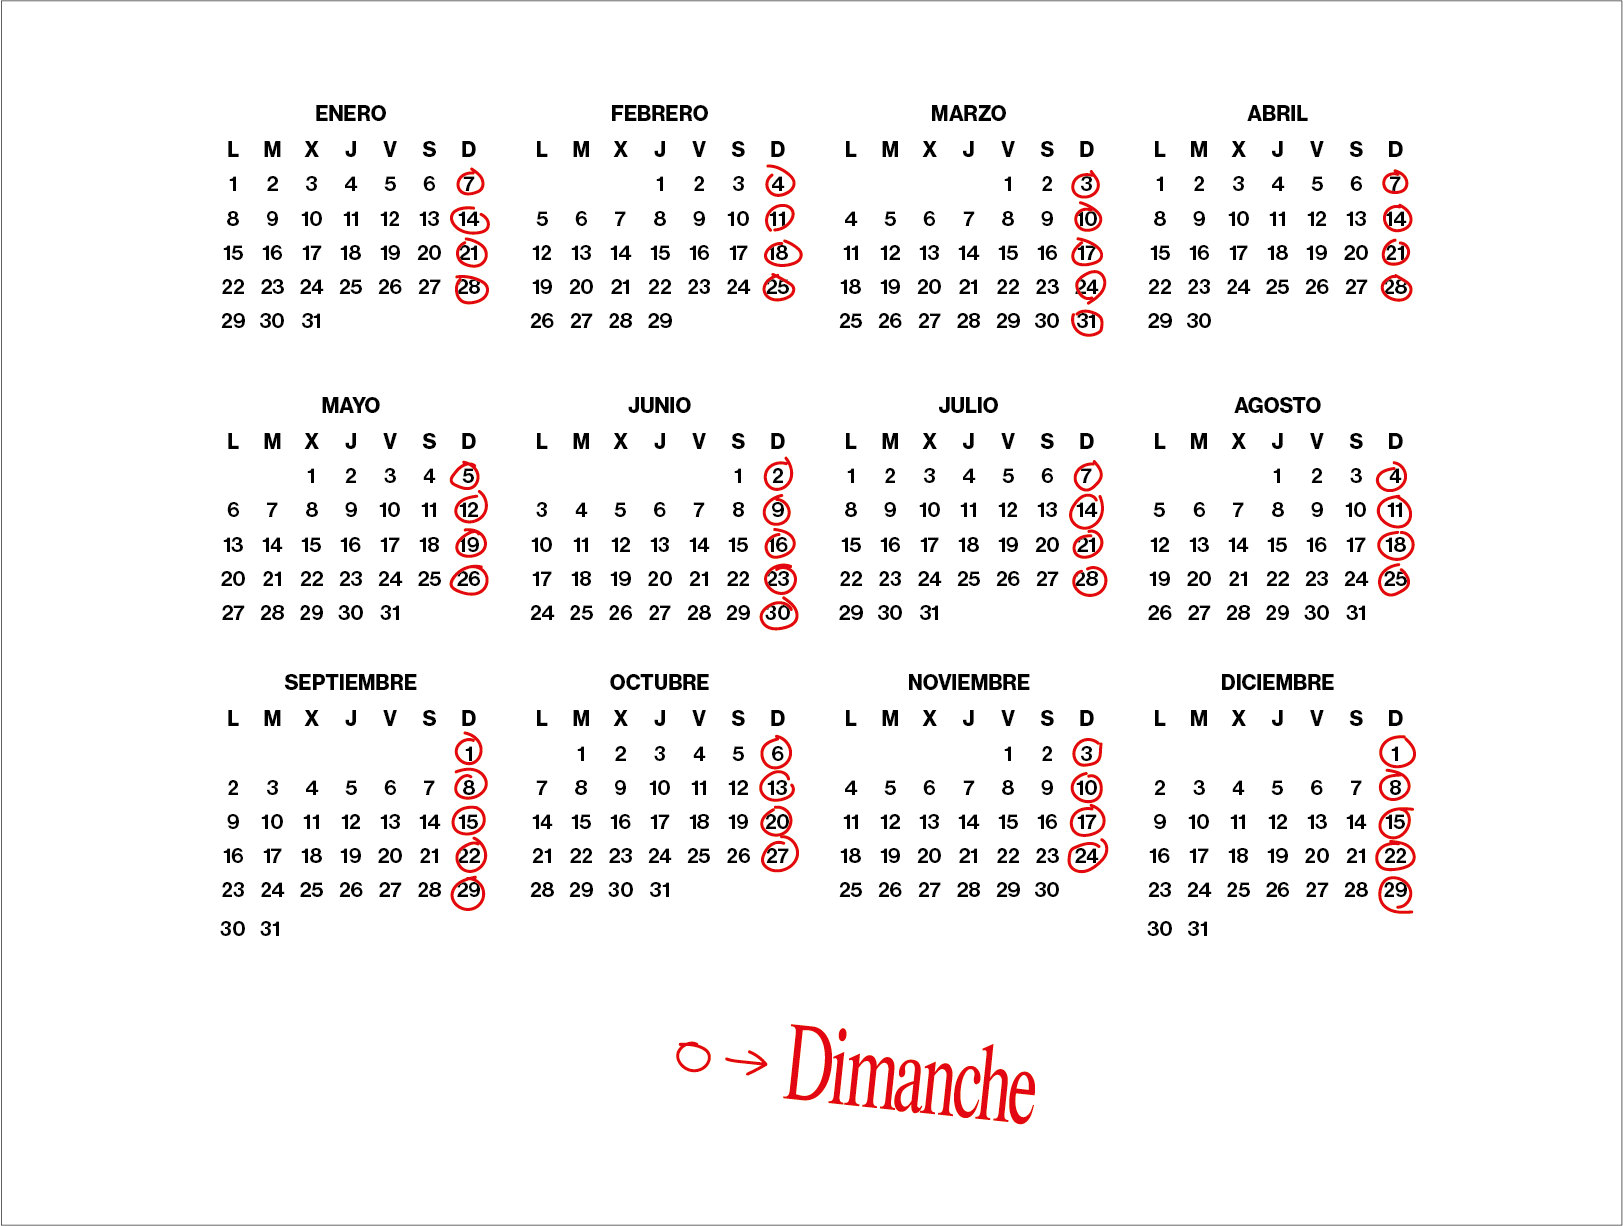 ENERO FEBRERO MARZO ABRIL
L M X J V S D L M X J V S D L M X J V S D L M X J V S D
1 2 3 4 5 6 7 1 2 3 4 1 2 3 1 2 3 4 5 6 7
8 9 10 11 12 13 14 5 6 7 8 9 10 11 4 5 6 7 8 9 10 8 9 10 11 12 13 14
15 16 17 18 19 20 21 12 13 14 15 16 17 18 11 12 13 14 15 16 17 15 16 17 18 19 20 21
22 23 24 25 26 27 28 19 20 21 22 23 24 25 18 19 20 21 22 23 24 22 23 24 25 26 27 28
29 30 31 26 27 28 29 25 26 27 28 29 30 31 29 30
MAYO JUNIO JULIO AGOSTO
L M X J V S D L M X J V S D L M X J V S D L M X J V S D
1 2 3 4 5 1 2 1 2 3 4 5 6 7 1 2 3 4
6 7 8 9 10 11 12 3 4 5 6 7 8 9 8 9 10 11 12 13 14 5 6 7 8 9 10 11
13 14 15 16 17 18 19 10 11 12 13 14 15 16 15 16 17 18 19 20 21 12 13 14 15 16 17 18
20 21 22 23 24 25 26 17 18 19 20 21 22 23 22 23 24 25 26 27 28 19 20 21 22 23 24 25
27 28 29 30 31 24 25 26 27 28 29 30 29 30 31 26 27 28 29 30 31
SEPTIEMBRE OCTUBRE NOVIEMBRE DICIEMBRE
L M X J V S D L M X J V S D L M X J V S D L M X J V S D
1 1 2 3 4 5 6 1 2 3 1
2 3 4 5 6 7 8 7 8 9 10 11 12 13 4 5 6 7 8 9 10 2 3 4 5 6 7 8
9 10 11 12 13 14 15 14 15 16 17 18 19 20 11 12 13 14 15 16 17 9 10 11 12 13 14 15
16 17 18 19 20 21 22 21 22 23 24 25 26 27 18 19 20 21 22 23 24 16 17 18 19 20 21 22
23 24 25 26 27 28 29 28 29 30 31 25 26 27 28 29 30 23 24 25 26 27 28 29
30 31 30 31
Dimanche